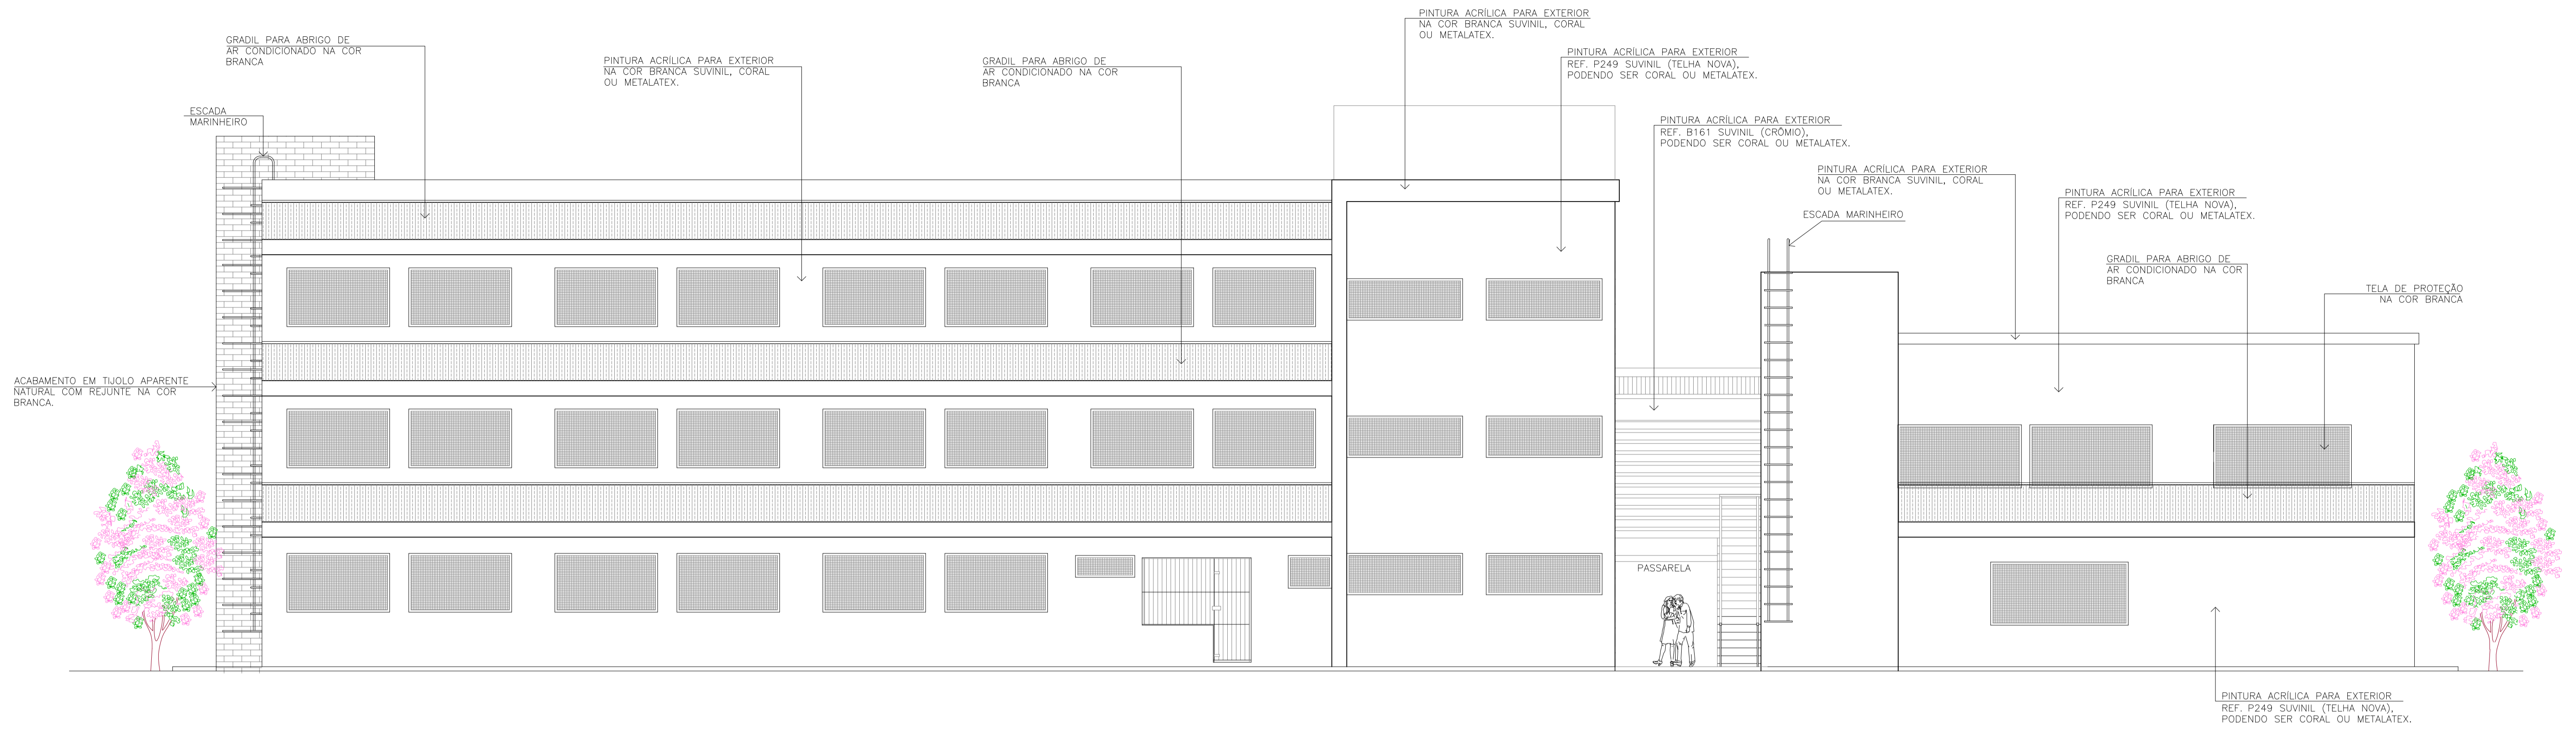 GRADIL PARA ABRIGO DE
AR CONDICIONADO NA COR
BRANCA
ESCADA
MARINHEIRO
ACABAMENTO EM TIJOLO APARENTE
NATURAL COM REJUNTE NA COR
BRANCA.
PINTURA ACRÍLICA PARA EXTERIOR
NA COR BRANCA SUVINIL, CORAL
OU METALATEX.
GRADIL PARA ABRIGO DE
AR CONDICIONADO NA COR
BRANCA
PINTURA ACRÍLICA PARA EXTERIOR
NA COR BRANCA SUVINIL, CORAL
OU METALATEX.
PINTURA ACRÍLICA PARA EXTERIOR
REF. P249 SUVINIL (TELHA NOVA),
PODENDO SER CORAL OU METALATEX.
PINTURA ACRÍLICA PARA EXTERIOR
REF. B161 SUVINIL (CRÔMIO),
PODENDO SER CORAL OU METALATEX.
PINTURA ACRÍLICA PARA EXTERIOR
NA COR BRANCA SUVINIL, CORAL
OU METALATEX.
ESCADA MARINHEIRO
PINTURA ACRÍLICA PARA EXTERIOR
REF. P249 SUVINIL (TELHA NOVA),
PODENDO SER CORAL OU METALATEX.
GRADIL PARA ABRIGO DE
AR CONDICIONADO NA COR
BRANCA
TELA DE PROTEÇÃO
NA COR BRANCA
PASSARELA
PINTURA ACRÍLICA PARA EXTERIOR
REF. P249 SUVINIL (TELHA NOVA),
PODENDO SER CORAL OU METALATEX.